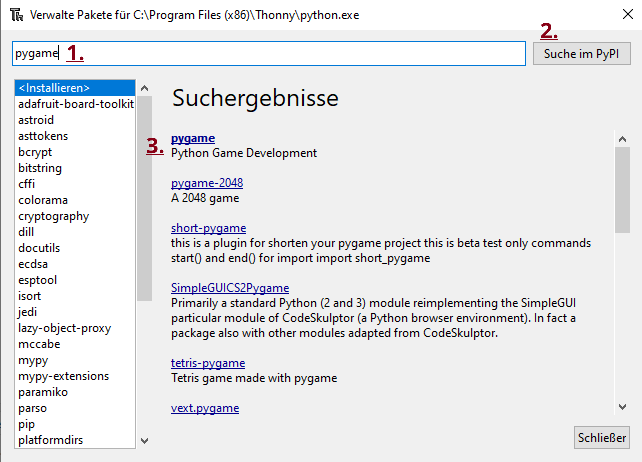 Verwalte Pakete für C:\Program Files (x86)\Thonny\python.exe
2.
pygame 1.
Suche im PyPI
<Installieren>
adafruit-board-toolkit
astroid
asttokens
bcrypt
bitstring
cffi
colorama
cryptography
dill
docutils
ecdsa
esptool
isort
jedi
lazy-object-proxy
mccabe
mypy
mypy-extensions
paramiko
parso
pip
platformdirs
Suchergebnisse
3.
pygame
Python Game Development
pygame-2048
A 2048 game
short-pygame
this is a plugin for shorten your pygame project this is beta test only commands
start() and end() for import import short_pygame
SimpleGUICS2Pygame
Primarily a standard Python (2 and 3) module reimplementing the SimpleGUI
particular module of CodeSkulptor (a Python browser environment). In fact a
package also with other modules adapted from CodeSkulptor.
tetris-pygame
Tetris game made with pygame
vext.pygame
Schließer